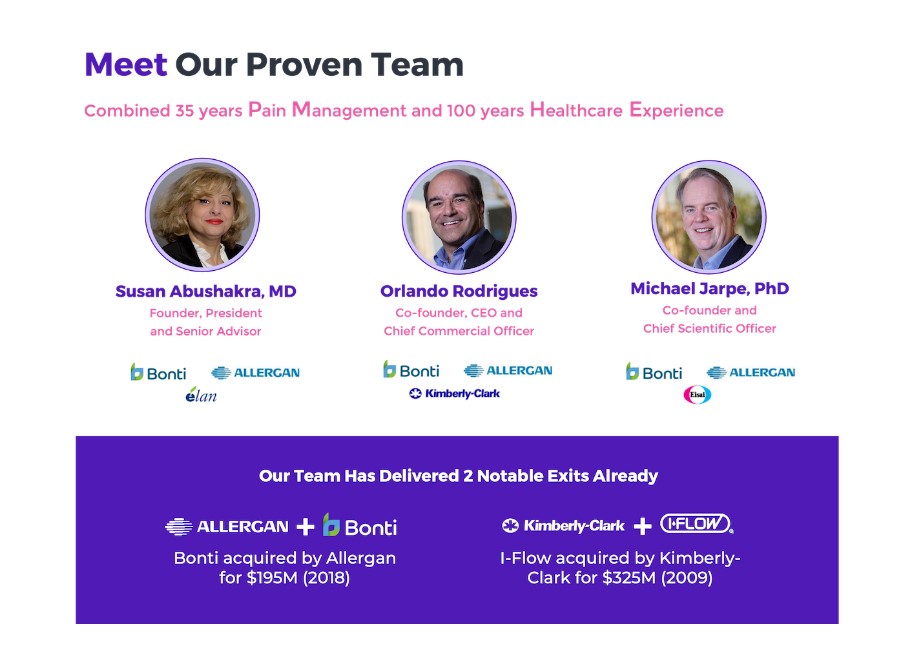 Meet Our Proven Team
Combined 35 years Pain Management and 100 years Healthcare Experience
Susan Abushakra, MD
Founder, President
and Senior Advisor
Bonti ALLERGAN
élan
Orlando Rodrigues
Co-founder, CEO and
Chief Commercial Officer
Bonti ALLERGAN
Kimberly-Clark
Michael Jarpe, PhD
Co-founder and
Chief Scientific Officer
Bonti ALLERGAN
Eisai
Our Team Has Delivered 2 Notable Exits Already
ALLERGAN + Bonti
Bonti acquired by Allergan
for $195M (2018)
Kimberly-Clark + I-FLOW
I-Flow acquired by Kimberly-
Clark for $325M (2009)